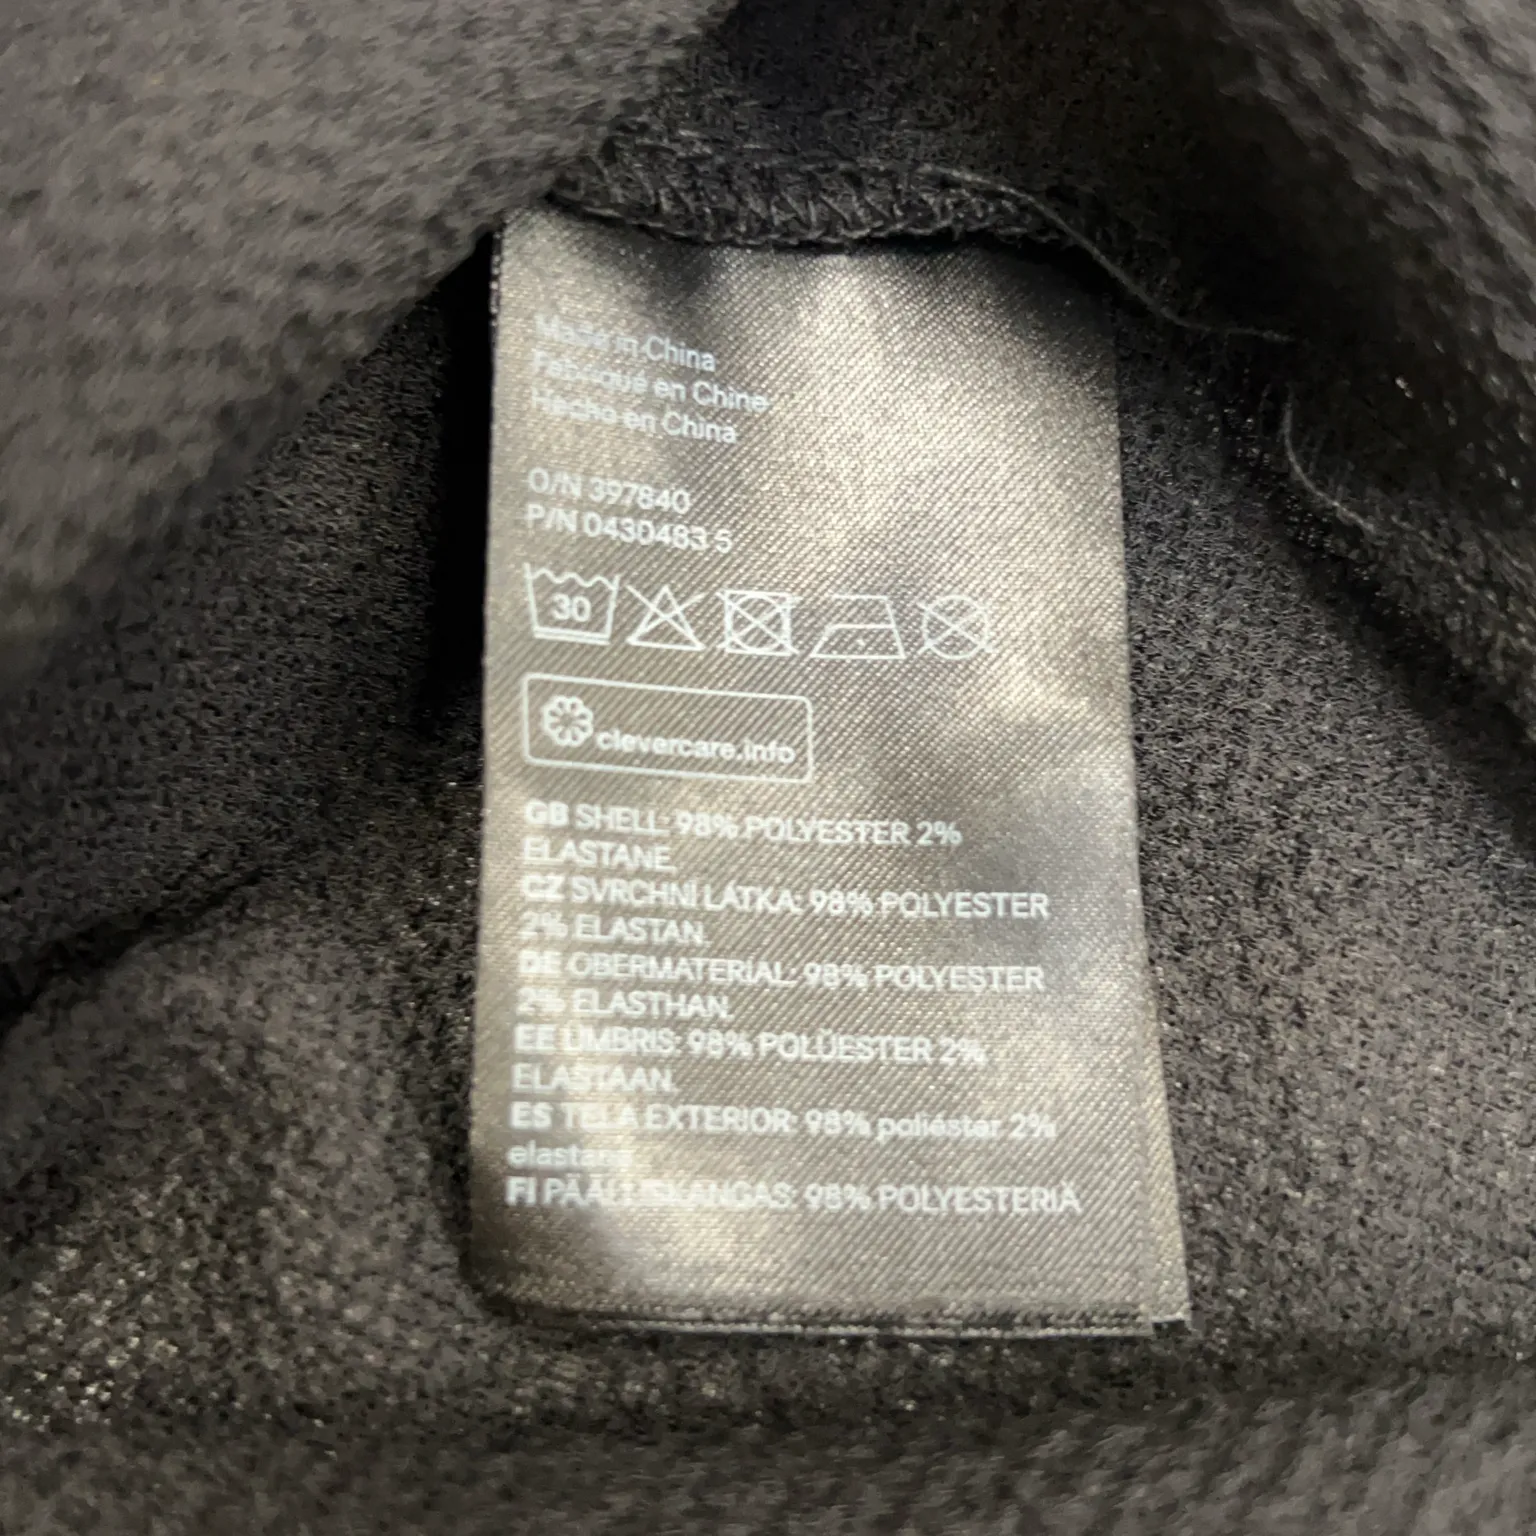 Made in China
Fabriqué en Chine
Hecho en China
O/N 397840
P/N 0430483 5
30
clevercare.info
GB SHELL: 98% POLYESTER 2%
ELASTANE.
CZ SVRCHNÍ LÁTKA: 98% POLYESTER
2% ELASTAN.
DE OBERMATERIAL: 98% POLYESTER
2% ELASTHAN.
EE ÜMBRIS: 98% POLÜESTER 2%
ELASTAAN.
ES TELA EXTERIOR: 98% poliéster 2%
FI PÄÄLLISKANGAS: 98% POLYESTERIÄ